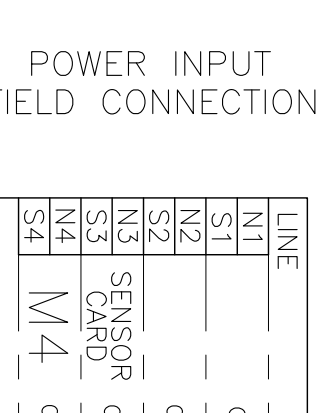 POWER INPUT
FIELD CONNECTION
LINE
N1
S1
N2
S2
N3
S3
N4
S4
SENSOR
CARD
M4